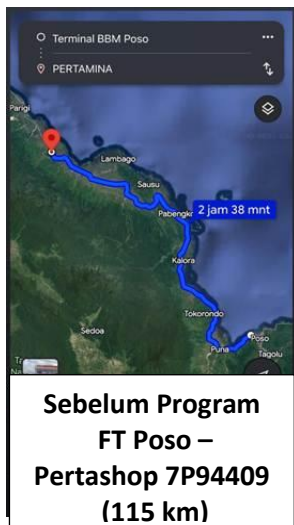 Terminal BBM Poso
PERTAMINA
Parigi
Lambago
Sausu
Pabengko
2 jam 38 mnt
Kalora
Tokorondo
Sedoa
Poso
Puna
Tagolu
Sebelum Program
FT Poso –
Pertashop 7P94409
(115 km)